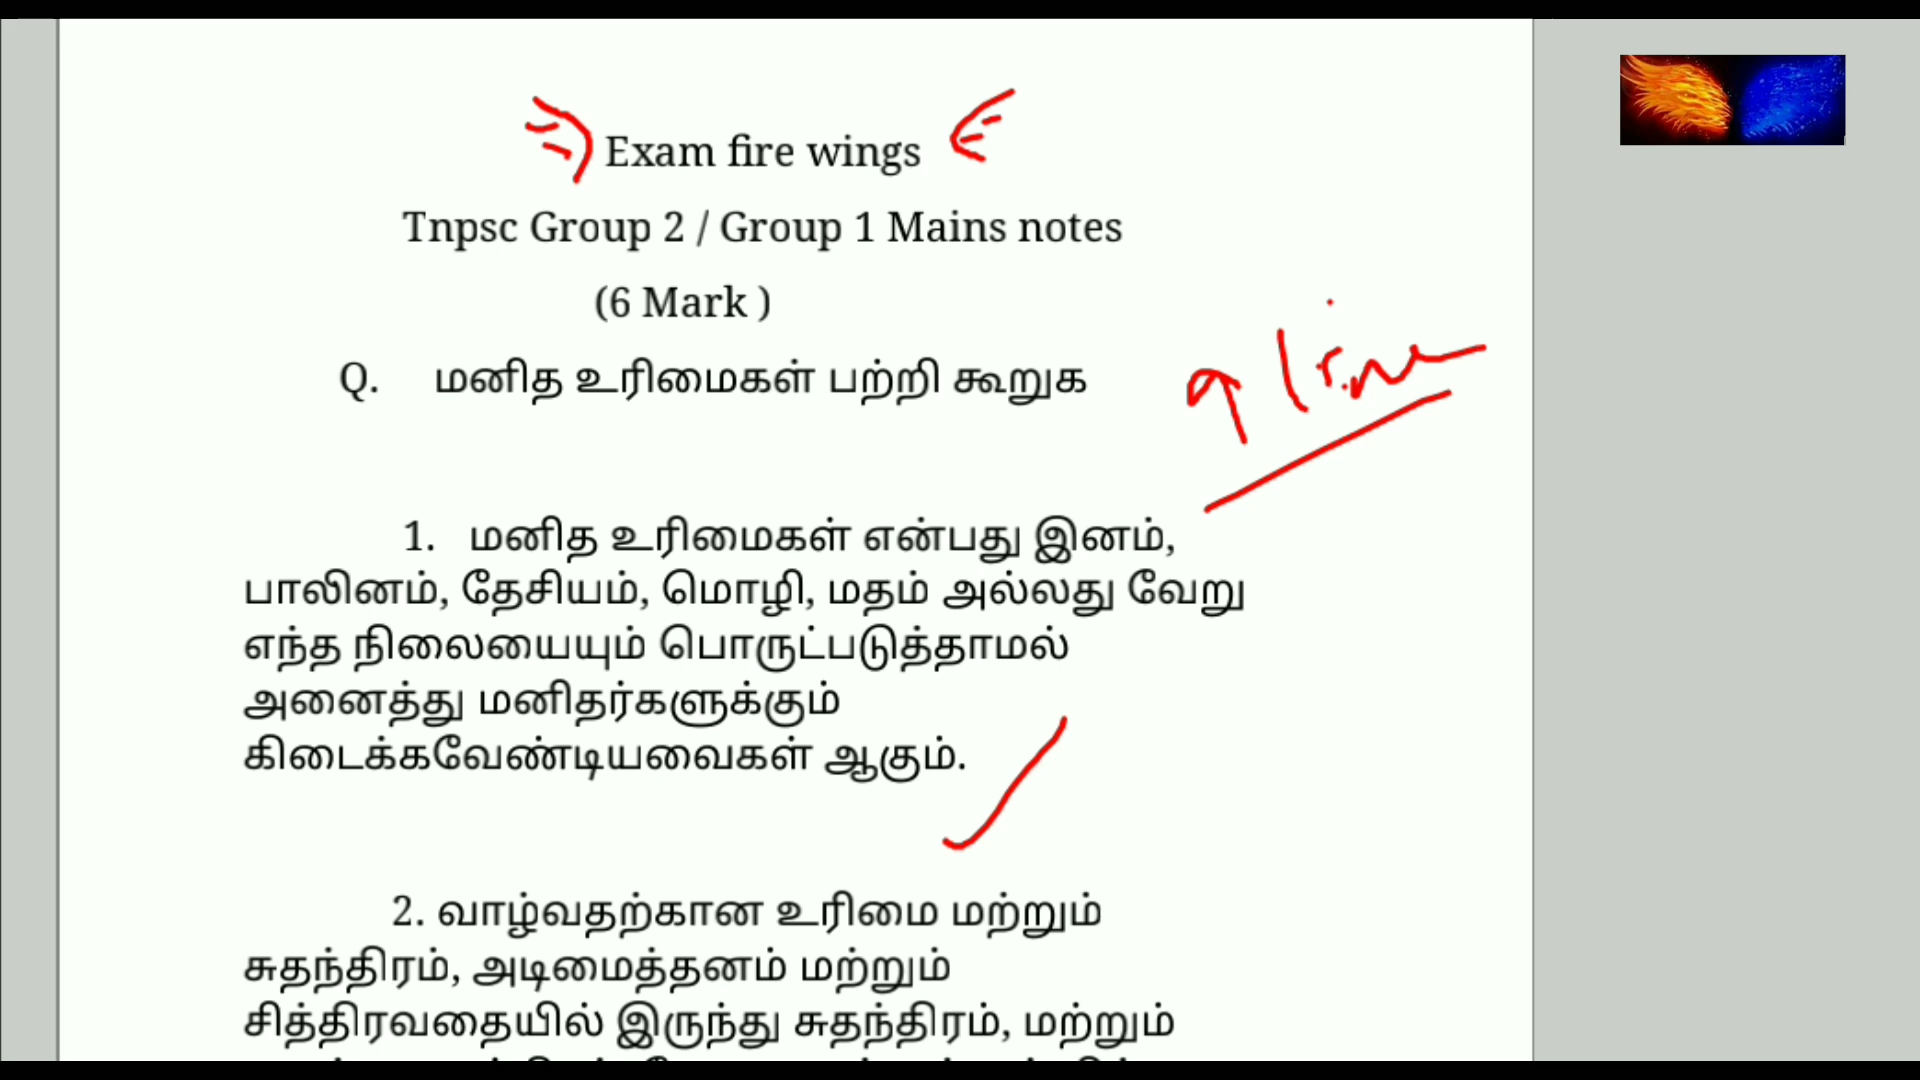 Exam fire wings
Tnpsc Group 2 / Group 1 Mains notes
(6 Mark )
Q. மனித உரிமைகள் பற்றி கூறுக
9 line
1. மனித உரிமைகள் என்பது இனம்,
பாலினம், தேசியம், மொழி, மதம் அல்லது வேறு
எந்த நிலையையும் பொருட்படுத்தாமல்
அனைத்து மனிதர்களுக்கும்
கிடைக்கவேண்டியவைகள் ஆகும்.
2. வாழ்வதற்கான உரிமை மற்றும்
சுதந்திரம், அடிமைத்தனம் மற்றும்
சித்திரவதையில் இருந்து சுதந்திரம், மற்றும்